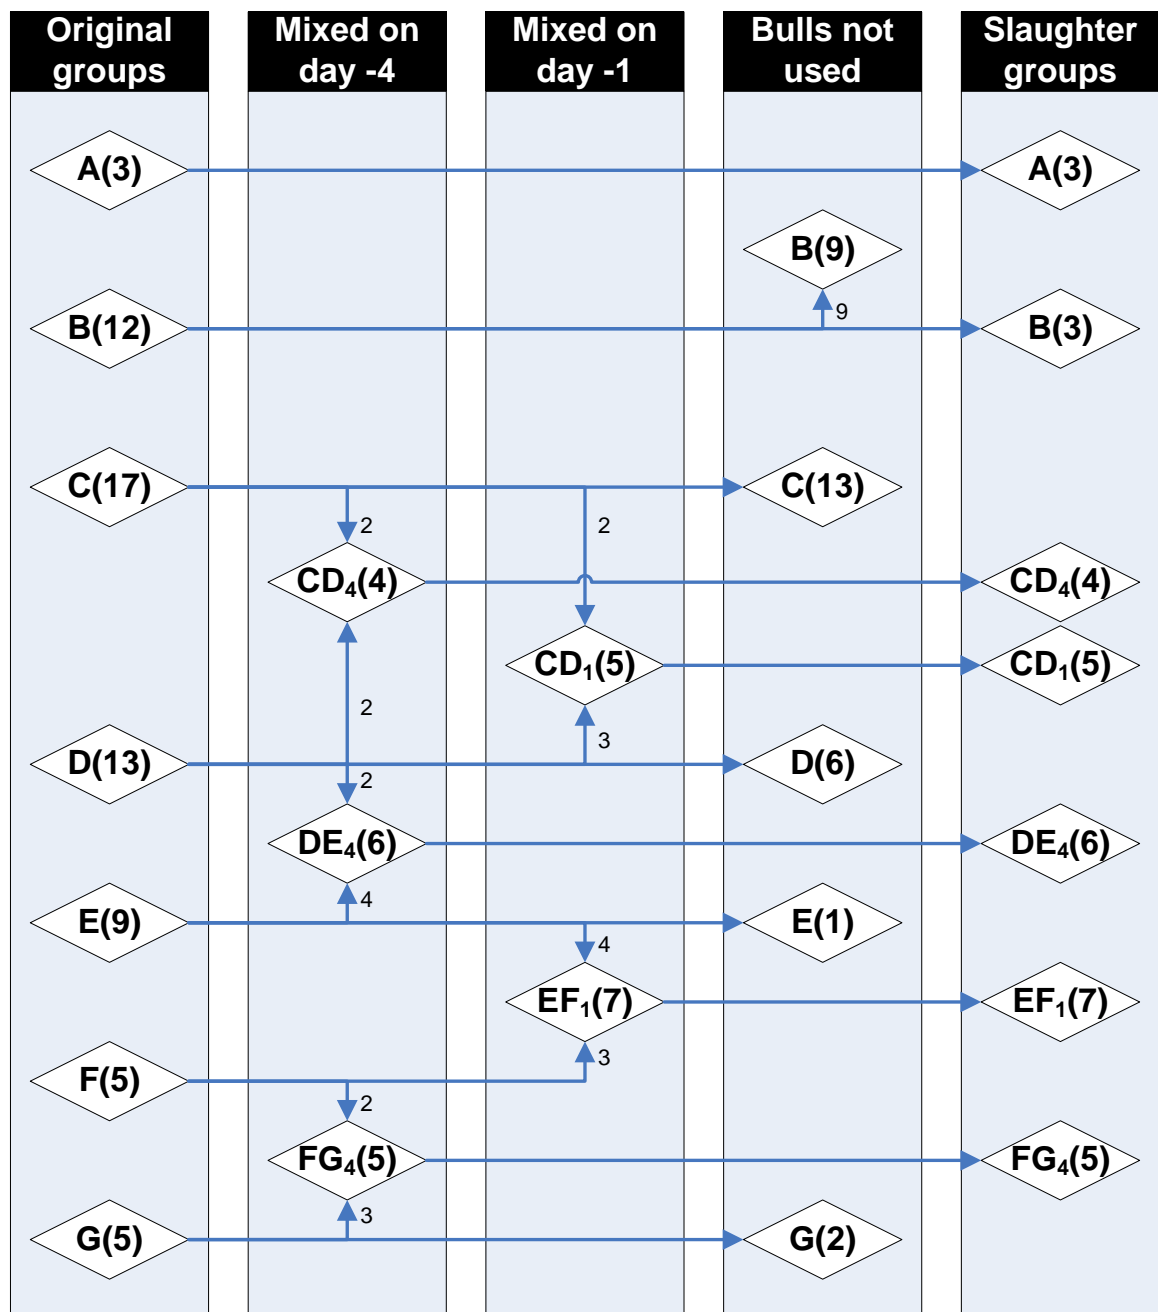 Original groups
Mixed on day -4
Mixed on day -1
Bulls not used
Slaughter groups
A(3)
A(3)
B(9)
9
B(12)
B(3)
C(17)
C(13)
2
2
CD₄(4)
CD₄(4)
CD₁(5)
CD₁(5)
2
3
D(13)
D(6)
2
DE₄(6)
DE₄(6)
4
E(9)
E(1)
4
EF₁(7)
EF₁(7)
3
F(5)
2
FG₄(5)
FG₄(5)
3
G(5)
G(2)